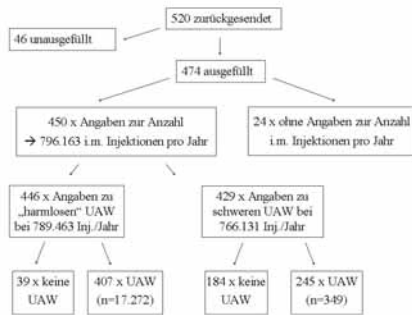 520 zurückgesendet
46 unausgefüllt
474 ausgefüllt
450 x Angaben zur Anzahl
→ 796.163 i.m. Injektionen pro Jahr
24 x ohne Angaben zur Anzahl
i.m. Injektionen pro Jahr
446 x Angaben zu
„harmlosen“ UAW
bei 789.463 Inj./Jahr
429 x Angaben zu
schweren UAW bei
766.131 Inj./Jahr
39 x keine
UAW
407 x UAW
(n=17.272)
184 x keine
UAW
245 x UAW
(n=349)